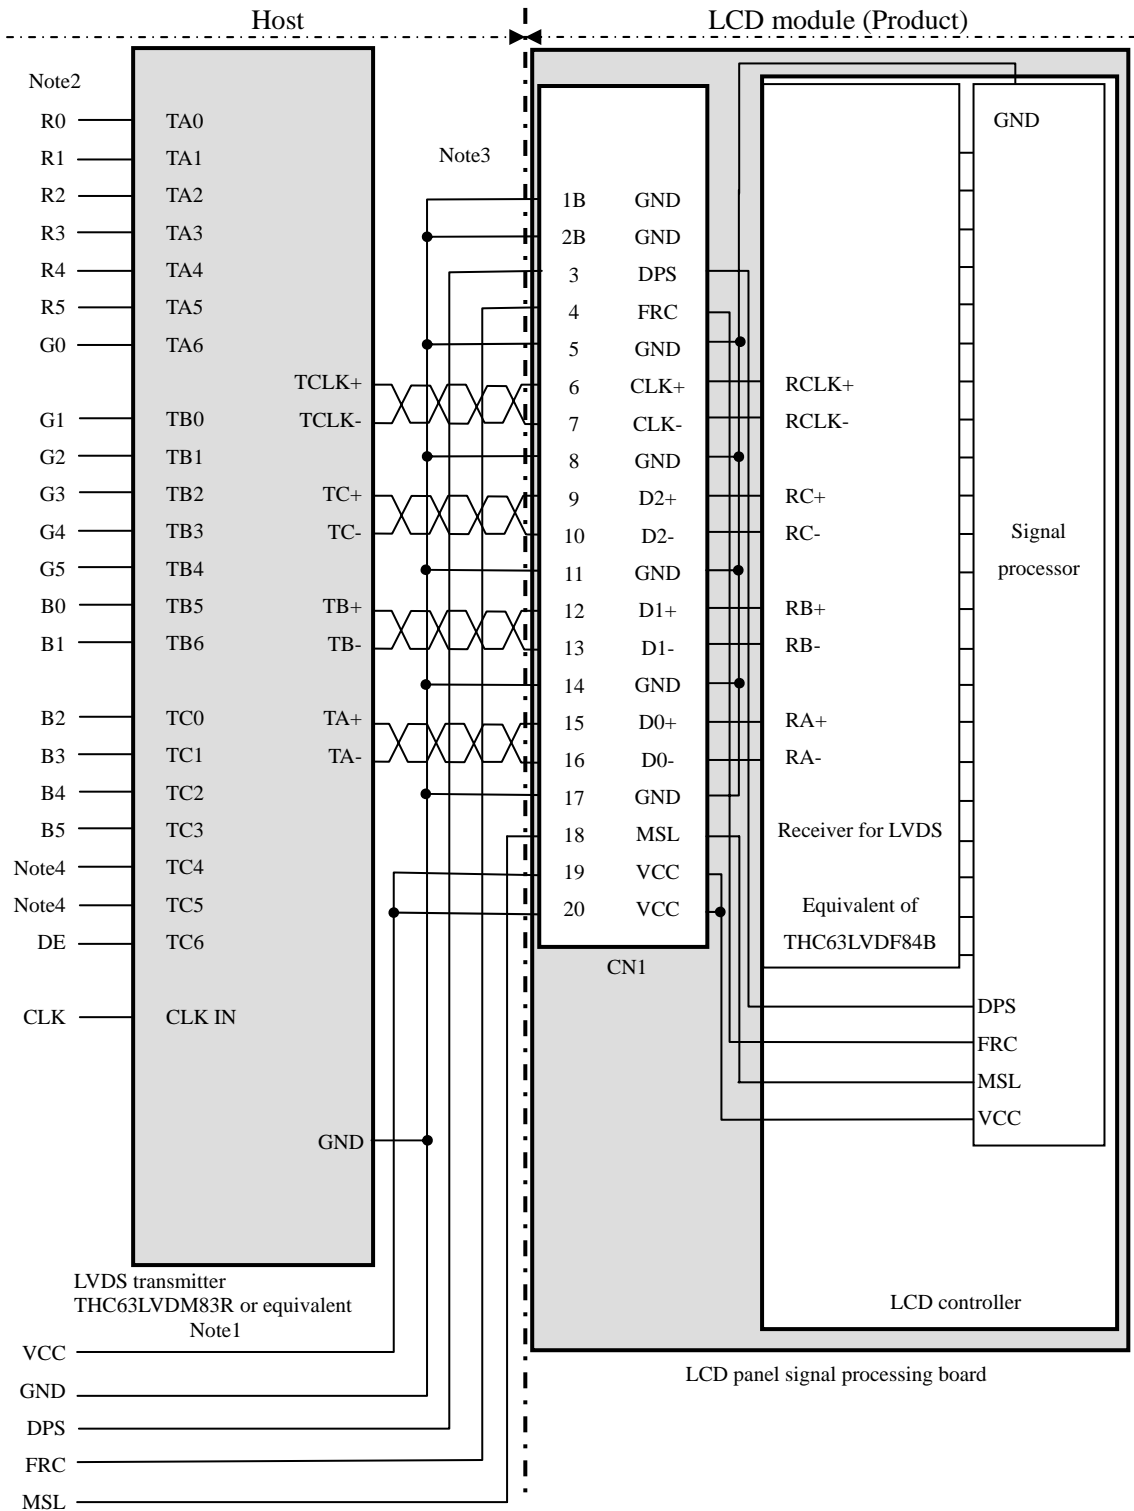 Host
LCD module (Product)
Note2
R0 TA0
R1 TA1
R2 TA2
R3 TA3
R4 TA4
R5 TA5
G0 TA6
G1 TB0
G2 TB1
G3 TB2
G4 TB3
G5 TB4
B0 TB5
B1 TB6
B2 TC0
B3 TC1
B4 TC2
B5 TC3
Note4 TC4
Note4 TC5
DE TC6
CLK CLK IN
TCLK+
TCLK-
TC+
TC-
TB+
TB-
TA+
TA-
GND
LVDS transmitter
THC63LVDM83R or equivalent
Note1
VCC
GND
DPS
FRC
MSL
Note3
1B GND
2B GND
3 DPS
4 FRC
5 GND
6 CLK+
7 CLK-
8 GND
9 D2+
10 D2-
11 GND
12 D1+
13 D1-
14 GND
15 D0+
16 D0-
17 GND
18 MSL
19 VCC
20 VCC
CN1
RCLK+
RCLK-
RC+
RC-
RB+
RB-
RA+
RA-
Receiver for LVDS
Equivalent of
THC63LVDF84B
GND
Signal
processor
DPS
FRC
MSL
VCC
LCD controller
LCD panel signal processing board